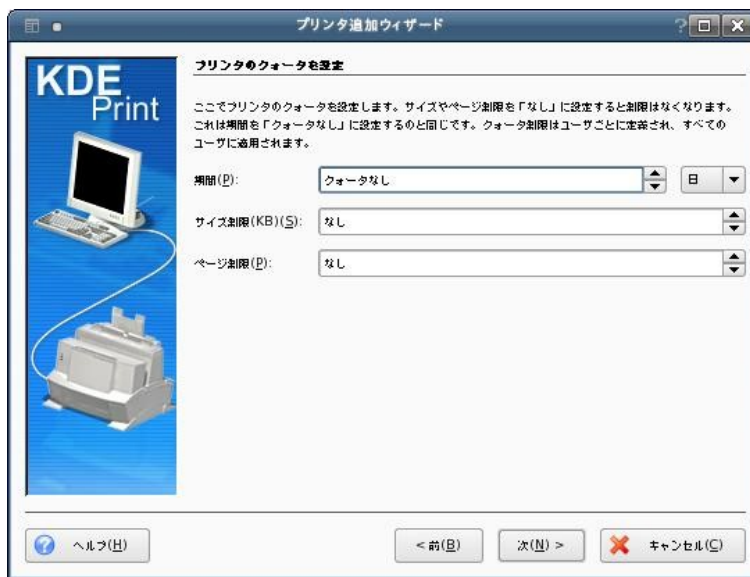 プリンタ追加ウィザード
KDE
Print
プリンタのクォータを設定
ここでプリンタのクォータを設定します。サイズやページ制限を「なし」に設定すると制限はなくなります。
これは期間を「クォータなし」に設定するのと同じです。クォータ制限はユーザごとに定義され、すべての
ユーザに適用されます。
期間(P): クォータなし 日
サイズ制限(KB)(S): なし
ページ制限(P): なし
ヘルプ(H) < 前(B) 次(N) > キャンセル(C)